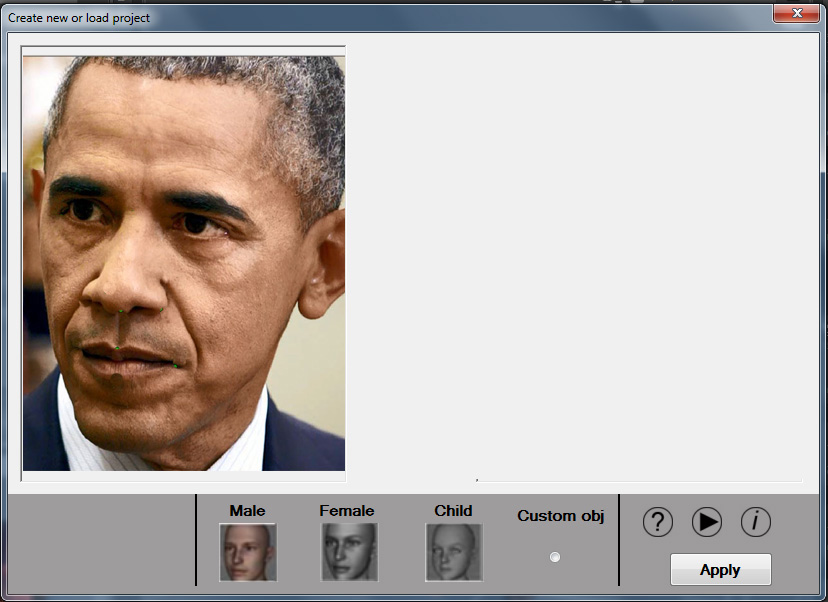 Create new or load project
Male
Female
Child
Custom obj
?
i
Apply